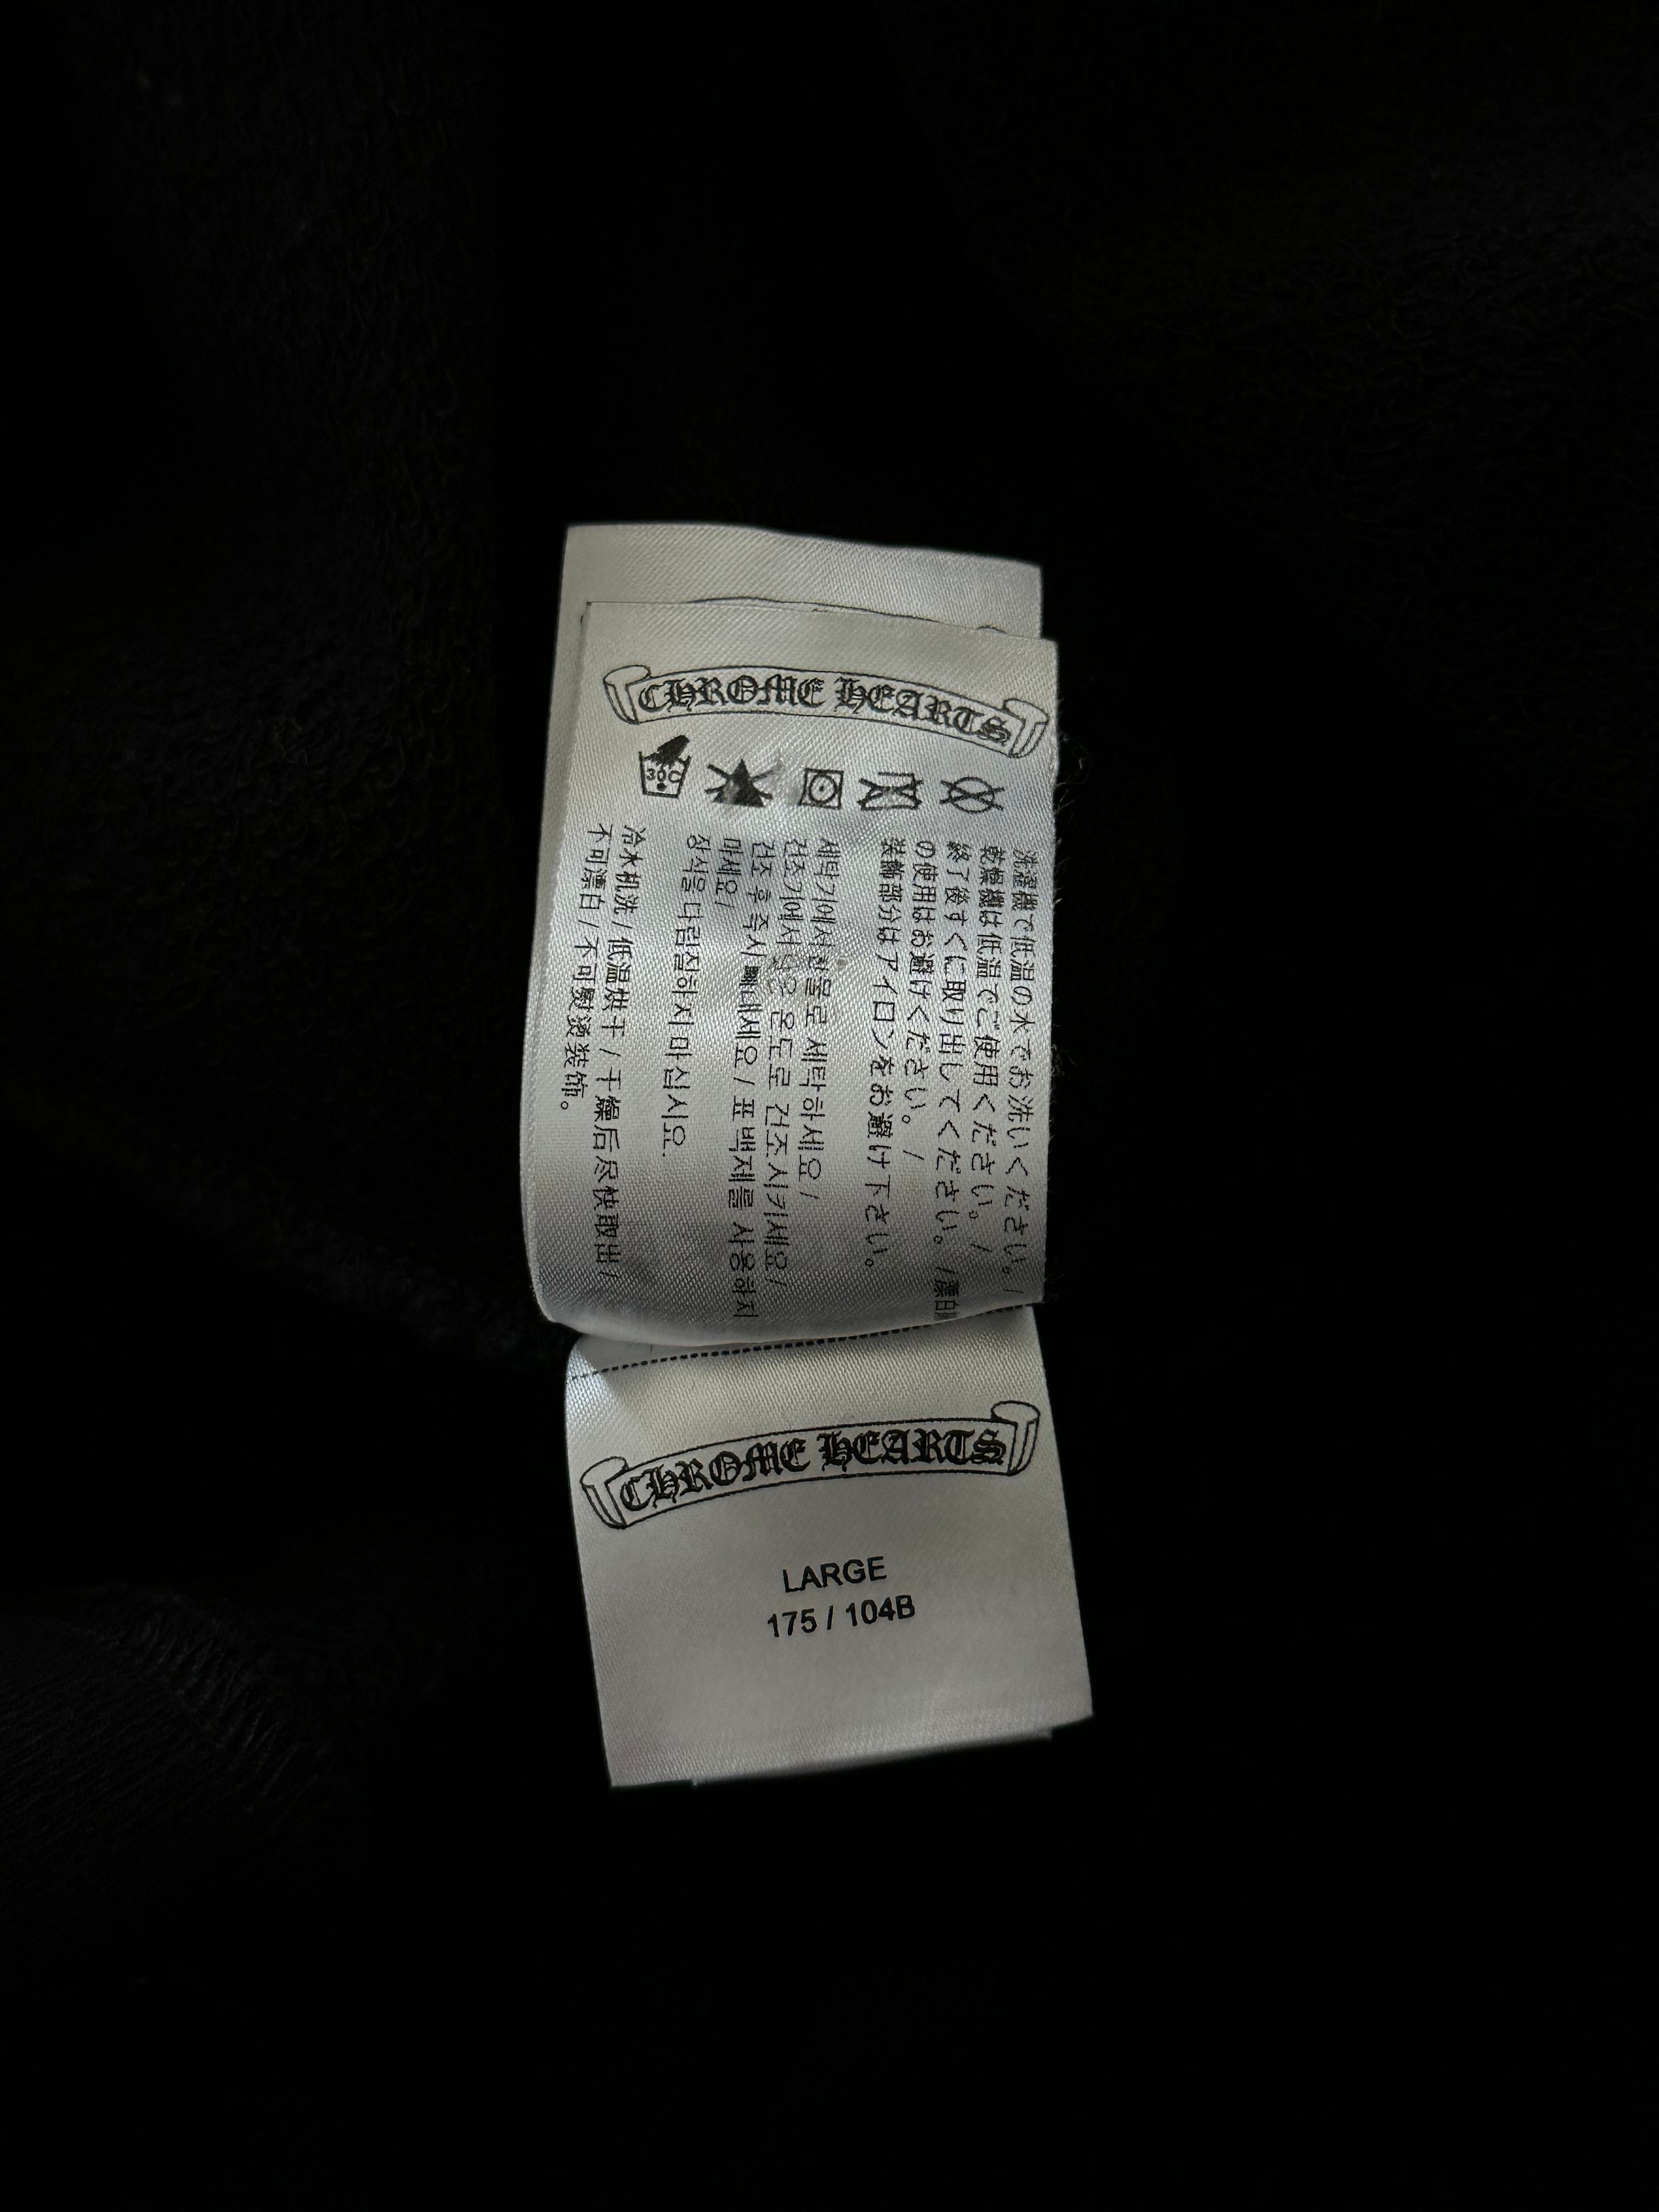 CHROME HEARTS
30C
洗濯機で低温の水でお洗いください。/
乾燥機は低温でご使用ください。/
終了後すぐに取り出してください。/漂白
の使用はお避けください。/
装飾部分はアイロンをお避け下さい。
세탁기에서 찬물로 세탁하세요/
건조기에서 낮은 온도로 건조시키세요/
건조 후 즉시 빼내세요/표백제를 사용하지
마세요/
장식을 다림질하지 마십시요.
冷水机洗/低温烘干/干燥后尽快取出/
不可漂白/不可熨烫装饰。
CHROME HEARTS
LARGE
175 / 104B